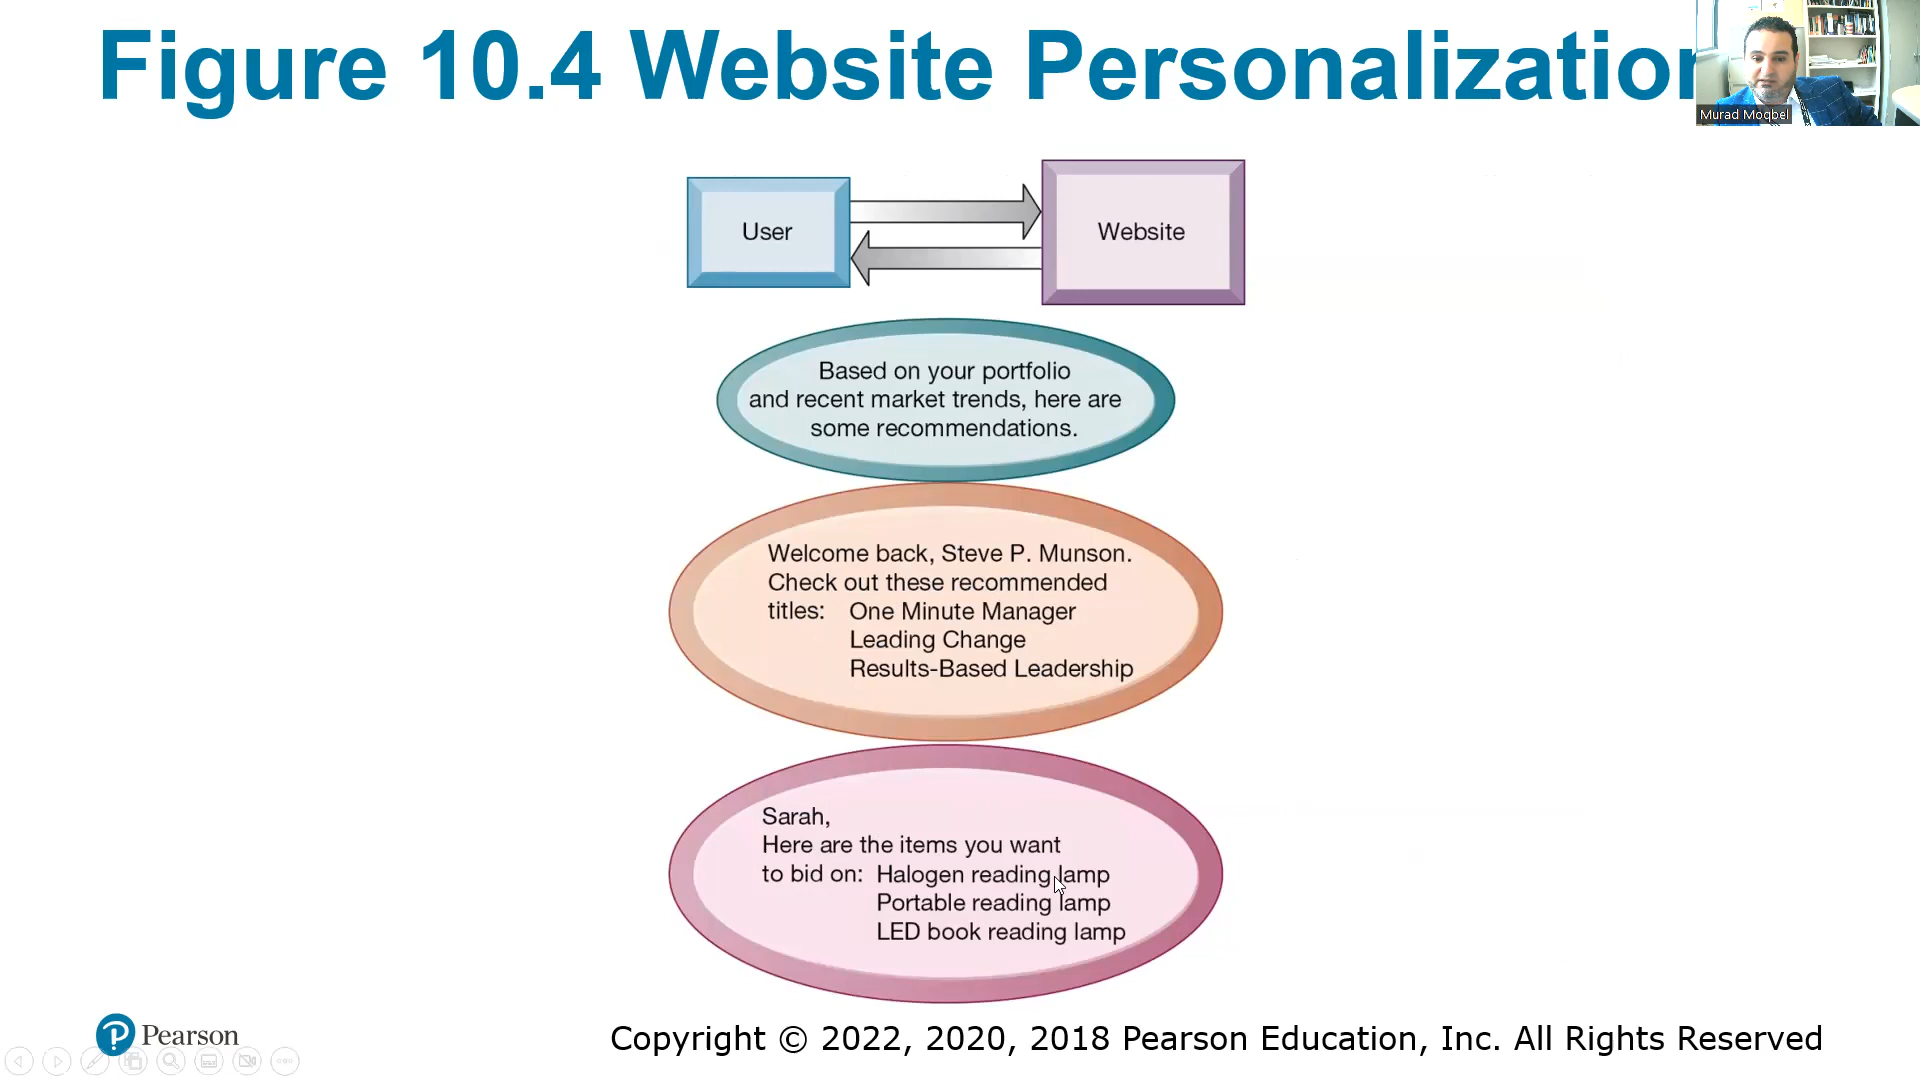 Figure 10.4 Website Personalization
Murad Moqbel
User
Website
Based on your portfolio
and recent market trends, here are
some recommendations.
Welcome back, Steve P. Munson.
Check out these recommended
titles: One Minute Manager
Leading Change
Results-Based Leadership
Sarah,
Here are the items you want
to bid on: Halogen reading lamp
Portable reading lamp
LED book reading lamp
Pearson
Copyright © 2022, 2020, 2018 Pearson Education, Inc. All Rights Reserved